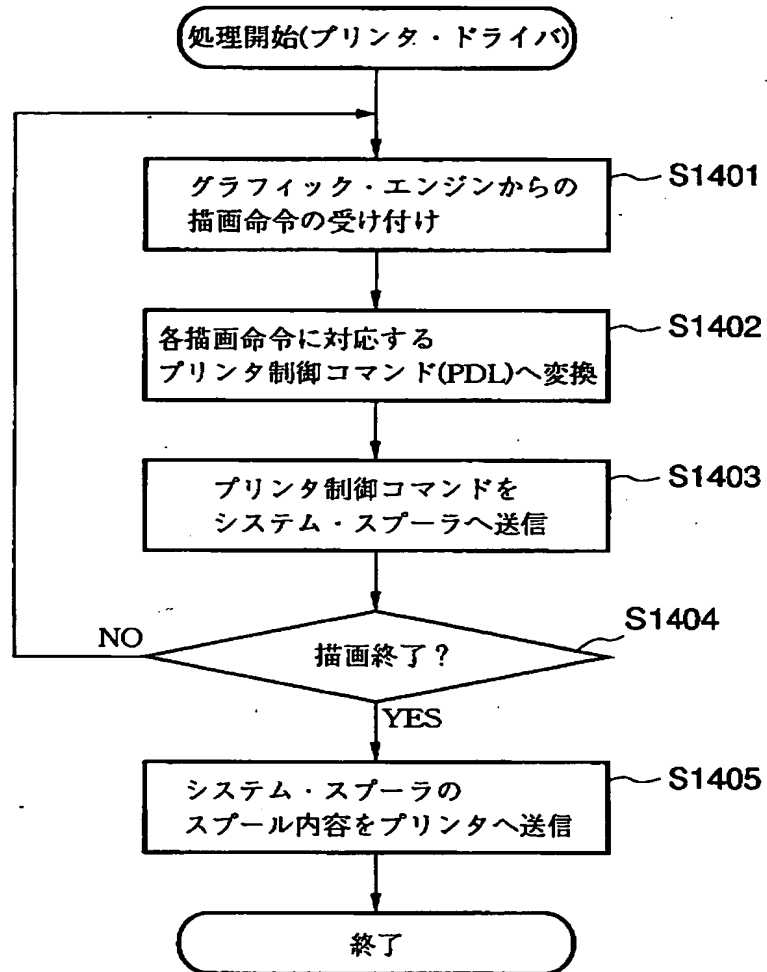 処理開始(プリンタ・ドライバ)
グラフィック・エンジンからの
描画命令の受け付け
S1401
各描画命令に対応する
プリンタ制御コマンド(PDL)へ変換
S1402
プリンタ制御コマンドを
システム・スプーラへ送信
S1403
描画終了？
S1404
NO
YES
システム・スプーラの
スプール内容をプリンタへ送信
S1405
終了